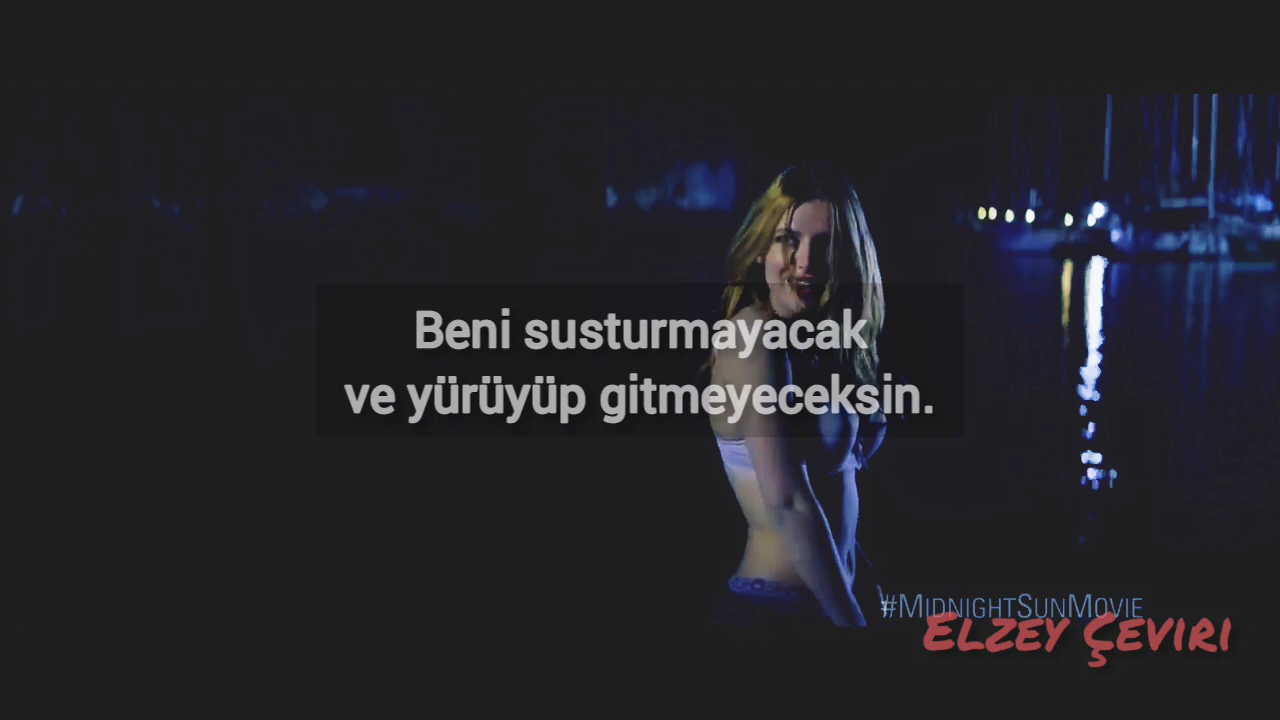 Beni susturmayacak
ve yürüyüp gitmeyeceksin.
#MidnightSunMovie
Elzey Çeviri